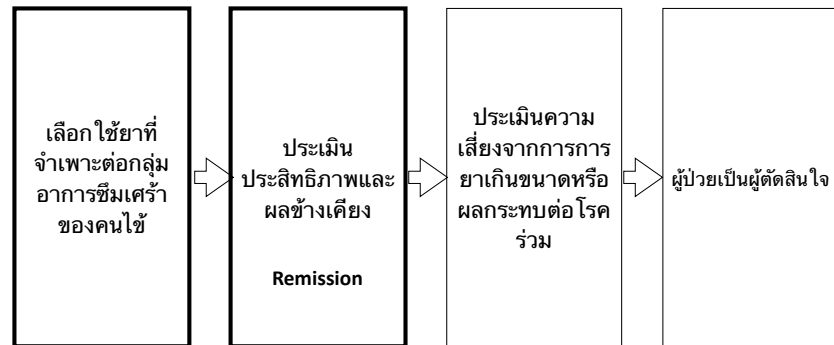 เลือกใช้ยาที่
จำเพาะต่อกลุ่ม
อาการซึมเศร้า
ของคนไข้
ประเมิน
ประสิทธิภาพและ
ผลข้างเคียง
Remission
ประเมินความ
เสี่ยงจากการการ
ยาเกินขนาดหรือ
ผลกระทบต่อโรค
ร่วม
ผู้ป่วยเป็นผู้ตัดสินใจ